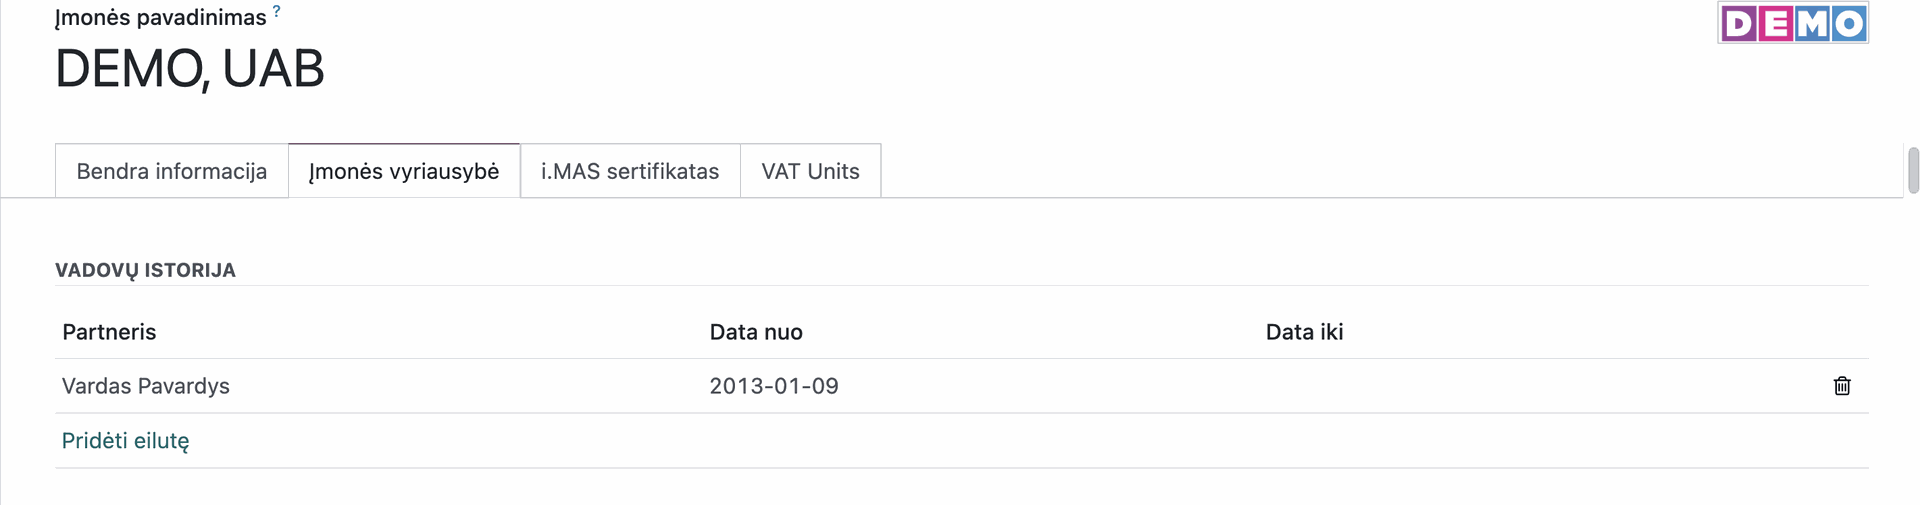 Įmonės pavadinimas ?
DEMO
DEMO, UAB
Bendra informacija
Įmonės vyriausybė
i.MAS sertifikatas
VAT Units
VADOVŲ ISTORIJA
Partneris Data nuo Data iki
Vardas Pavardys 2013-01-09
Pridėti eilutę